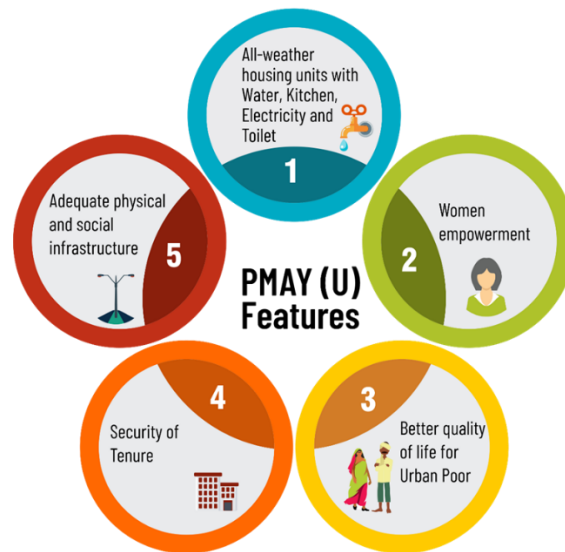 All-weather
housing units with
Water, Kitchen,
Electricity and
Toilet
1
Women
empowerment
2
Better quality
of life for
Urban Poor
3
Security of
Tenure
4
Adequate physical
and social
infrastructure
5
PMAY (U)
Features